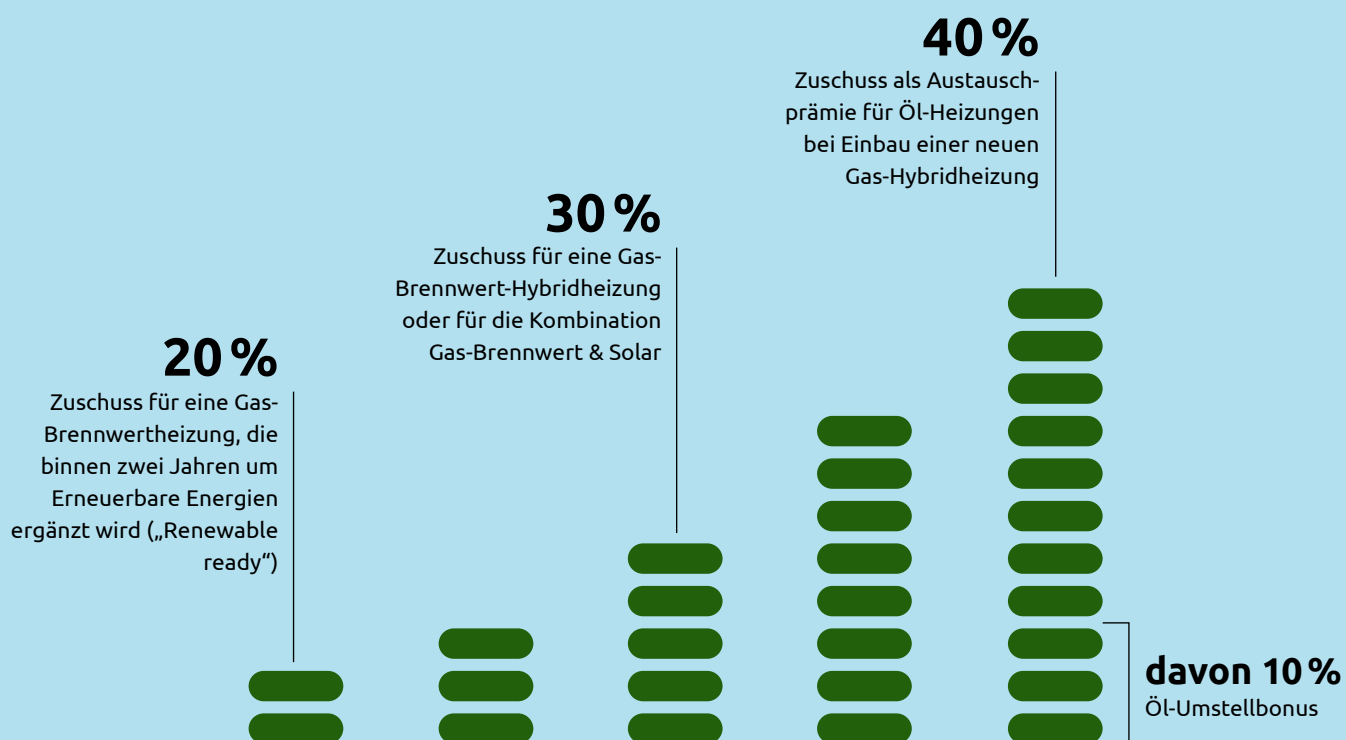 40 %
Zuschuss als Austausch-
prämie für Öl-Heizungen
bei Einbau einer neuen
Gas-Hybridheizung
30 %
Zuschuss für eine Gas-
Brennwert-Hybridheizung
oder für die Kombination
Gas-Brennwert & Solar
20 %
Zuschuss für eine Gas-
Brennwertheizung, die
binnen zwei Jahren um
Erneuerbare Energien
ergänzt wird („Renewable
ready“)
davon 10 %
Öl-Umstellbonus